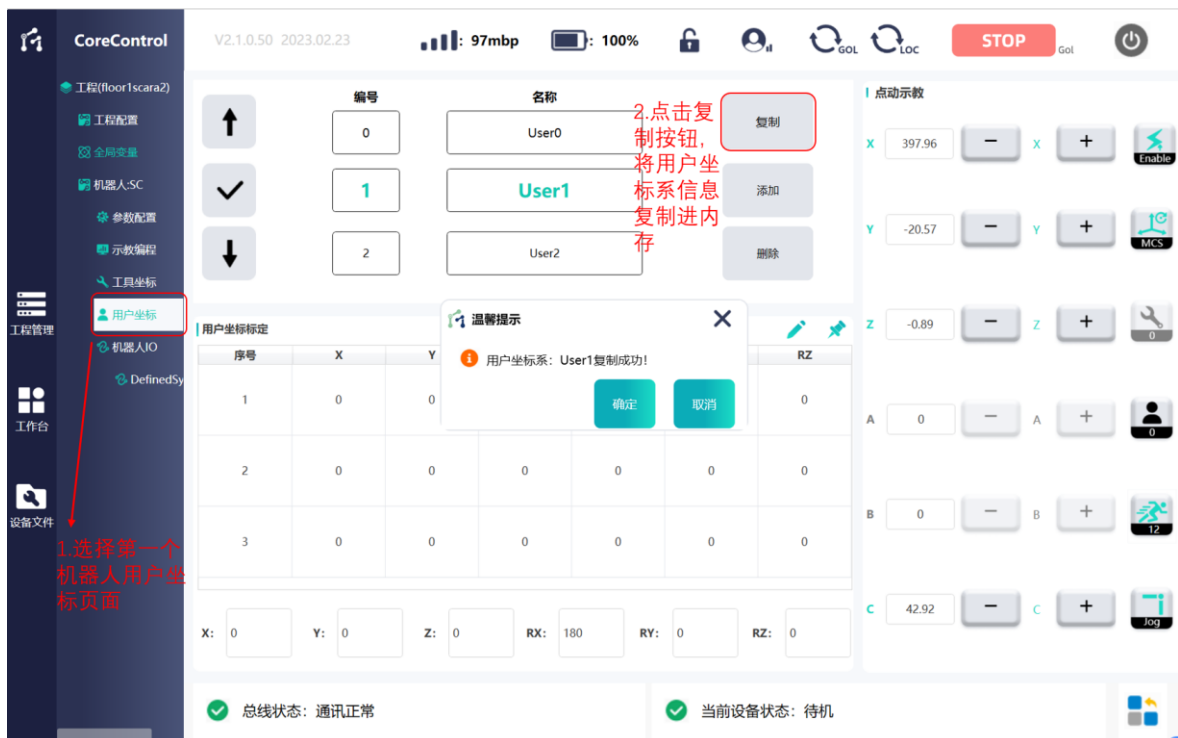 CoreControl
V2.1.0.50 2023.02.23
: 97mbp
: 100%
GOL
LOC
STOP
Gol
工程(floor1scara2)
工程配置
全局变量
机器人:SC
参数配置
示教编程
工具坐标
用户坐标
机器人IO
DefinedSy
工程管理
工作台
设备文件
1.选择第一个
机器人用户坐
标页面
编号 名称
0 User0
1 User1
2 User2
复制
添加
删除
2.点击复
制按钮,
将用户坐
标系信息
复制进内
存
用户坐标标定
序号 X Y RZ
1 0 0 0
2 0 0 0 0 0 0
3 0 0 0 0 0 0
温馨提示
用户坐标系：User1复制成功!
确定 取消
X: 0 Y: 0 Z: 0 RX: 180 RY: 0 RZ: 0
点动示教
X 397.96 − X + Enable
Y -20.57 − Y + MCS
Z -0.89 − Z + 0
A 0 − A + 0
B 0 − B + 12
C 42.92 − C + Jog
总线状态：通讯正常
当前设备状态：待机